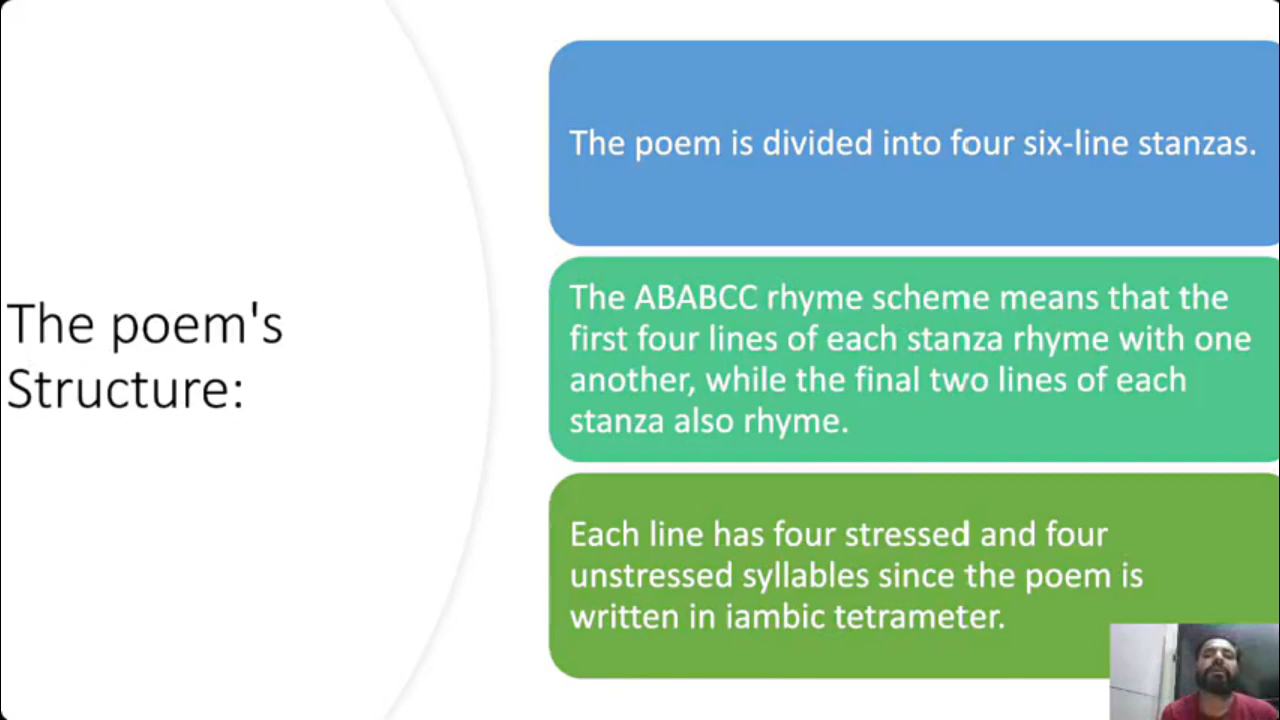 The poem's
Structure:
The poem is divided into four six-line stanzas.
The ABABCC rhyme scheme means that the
first four lines of each stanza rhyme with one
another, while the final two lines of each
stanza also rhyme.
Each line has four stressed and four
unstressed syllables since the poem is
written in iambic tetrameter.